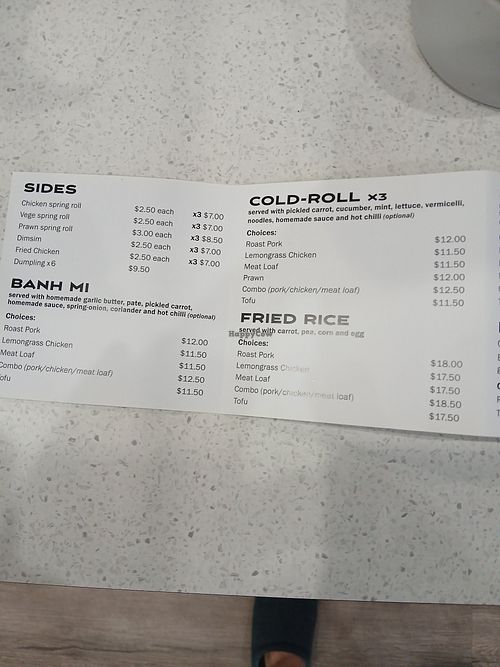 SIDES
Chicken spring roll $2.50 each x3 $7.00
Vege spring roll $2.50 each x3 $7.00
Prawn spring roll $3.00 each x3 $8.50
Dimsim $2.50 each x3 $7.00
Fried Chicken $2.50 each
Dumpling x6 $9.50
BANH MI
served with homemade garlic butter, pate, pickled carrot,
homemade sauce, spring-onion, coriander and hot chilli (optional)
Choices:
Roast Pork $12.00
Lemongrass Chicken $11.50
Meat Loaf $11.50
Combo (pork/chicken/meat loaf) $12.50
ofu $11.50
COLD-ROLL x3
served with pickled carrot, cucumber, mint, lettuce, vermicelli,
noodles, homemade sauce and hot chilli (optional)
Choices:
Roast Pork $12.00
Lemongrass Chicken $11.50
Meat Loaf $11.50
Prawn $12.00
Combo (pork/chicken/meat loaf) $12.50
Tofu $11.50
FRIED RICE
served with carrot, pea, corn and egg
Choices:
Roast Pork $18.00
Lemongrass Chicken $17.50
Meat Loaf $17.50
Combo (pork/chicken/meat loaf) $18.50
Tofu $17.50
HappyCow